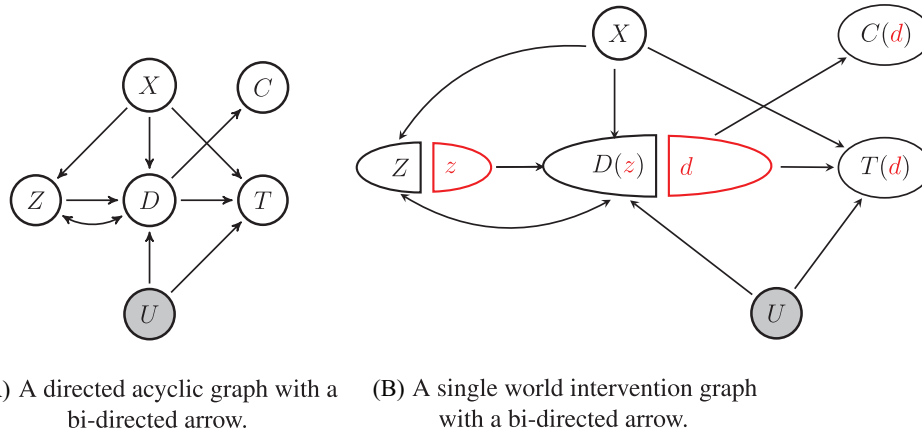 X
C
Z
D
T
U
X
C(d)
Z
z
D(z)
d
T(d)
U
) A directed acyclic graph with a
bi-directed arrow.
(B) A single world intervention graph
with a bi-directed arrow.